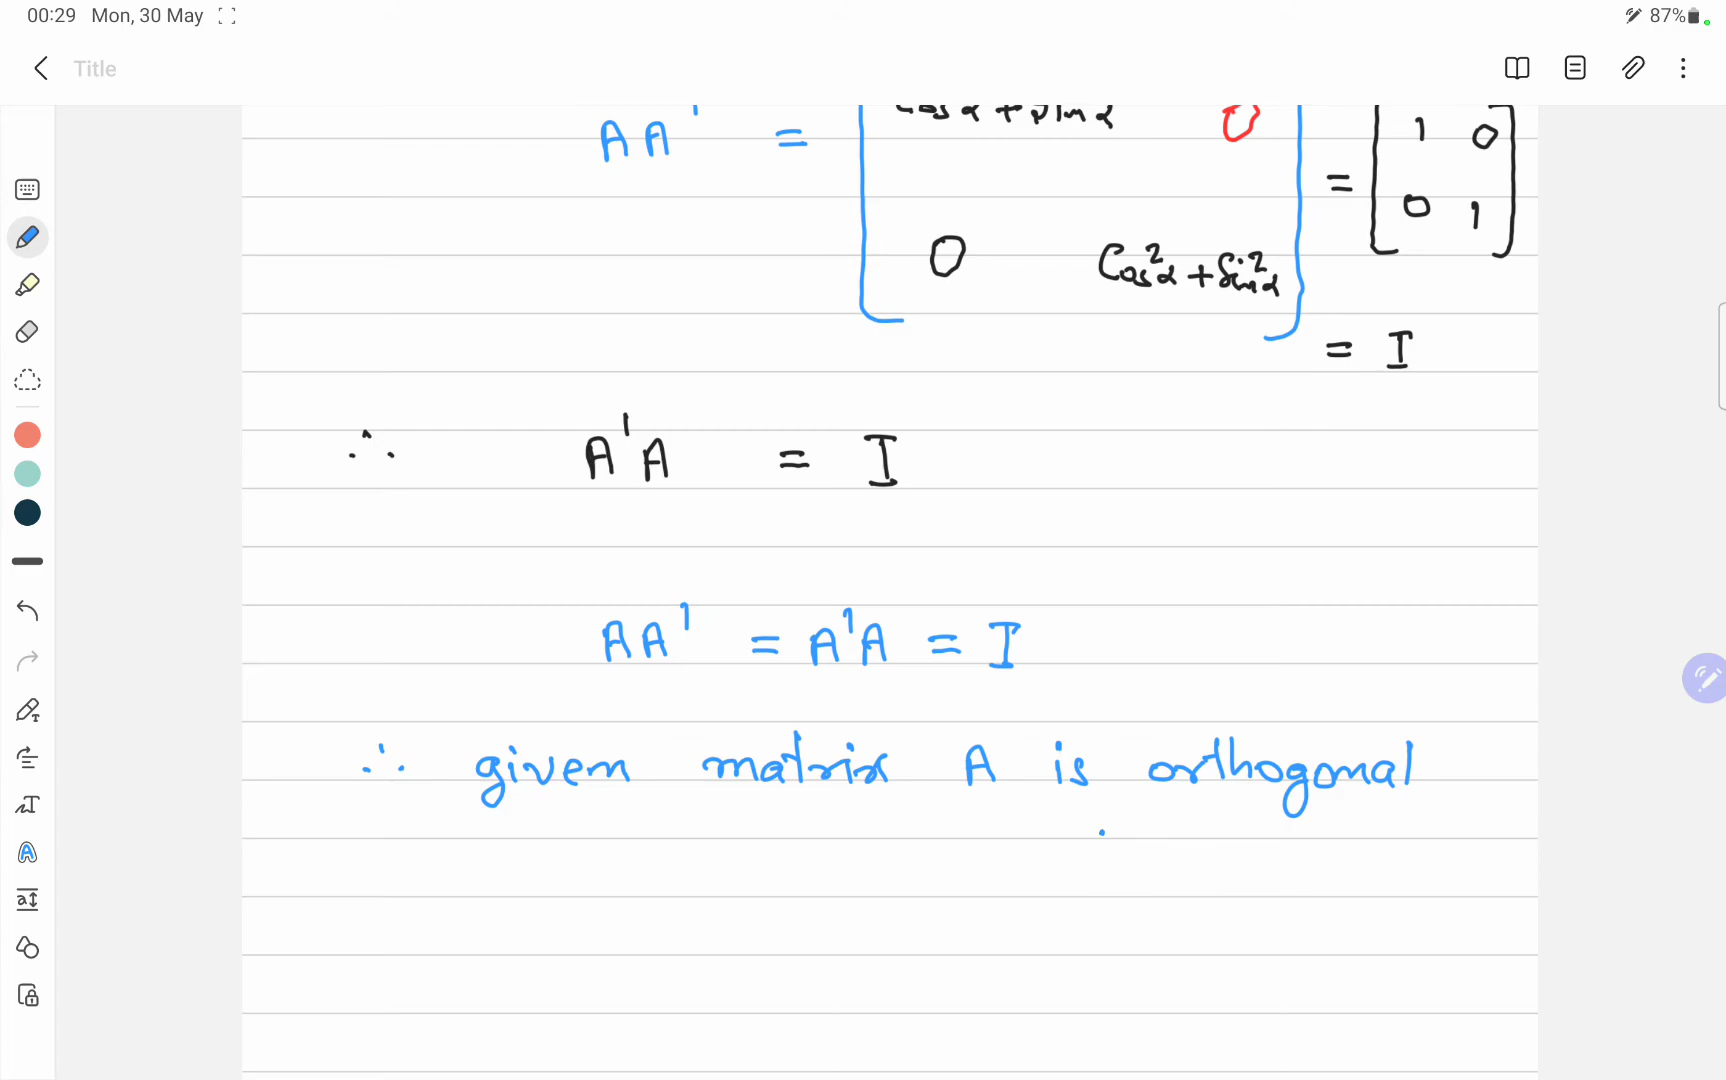 00:29 Mon, 30 May 87%
Title
AA' = [ cos²α + sin²α 0 = [ 1 0
0 1 ]
0 Cos²α + Sin²α ]
= I
∴ A'A = I
AA' = A'A = I
∴ given matrix A is orthogonal